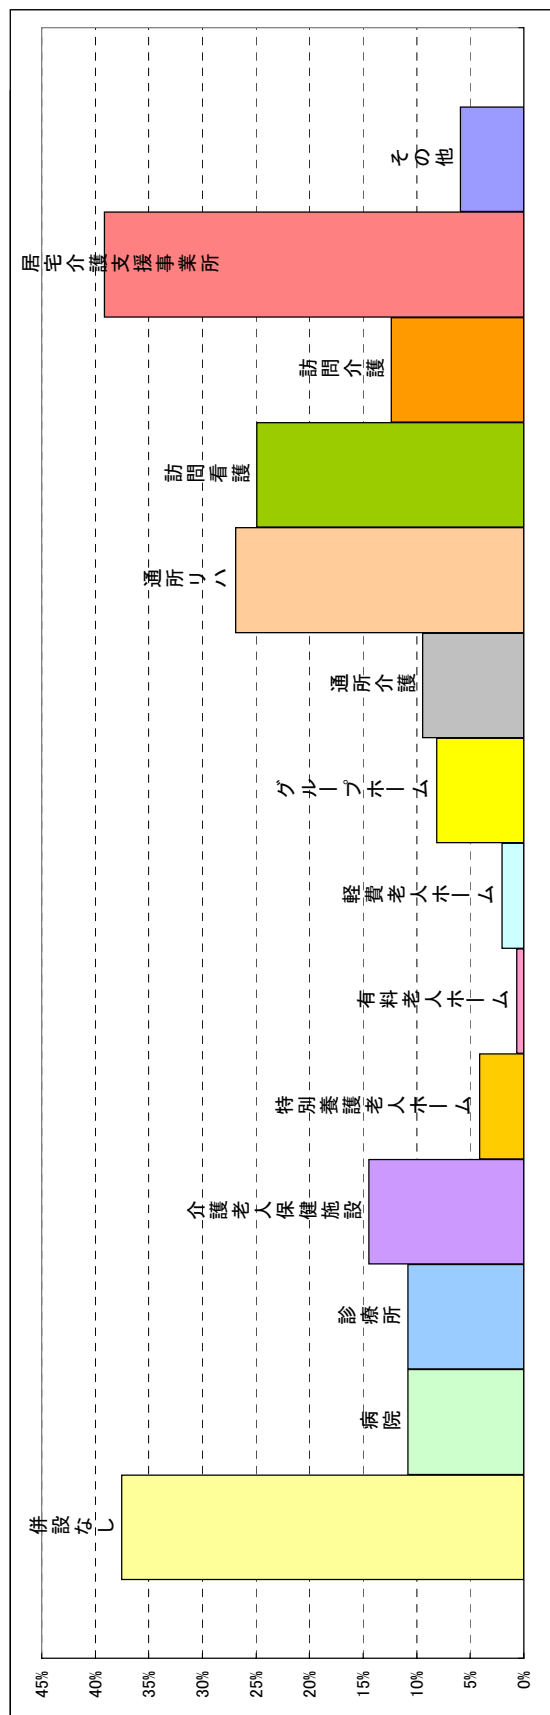 45%
40%
35%
30%
25%
20%
15%
10%
5%
0%
併設なし
病院
診療所
介護老人保健施設
特別養護老人ホーム
有料老人ホーム
軽費老人ホーム
グループホーム
通所介護
通所リハ
訪問看護
訪問介護
居宅介護支援事業所
その他